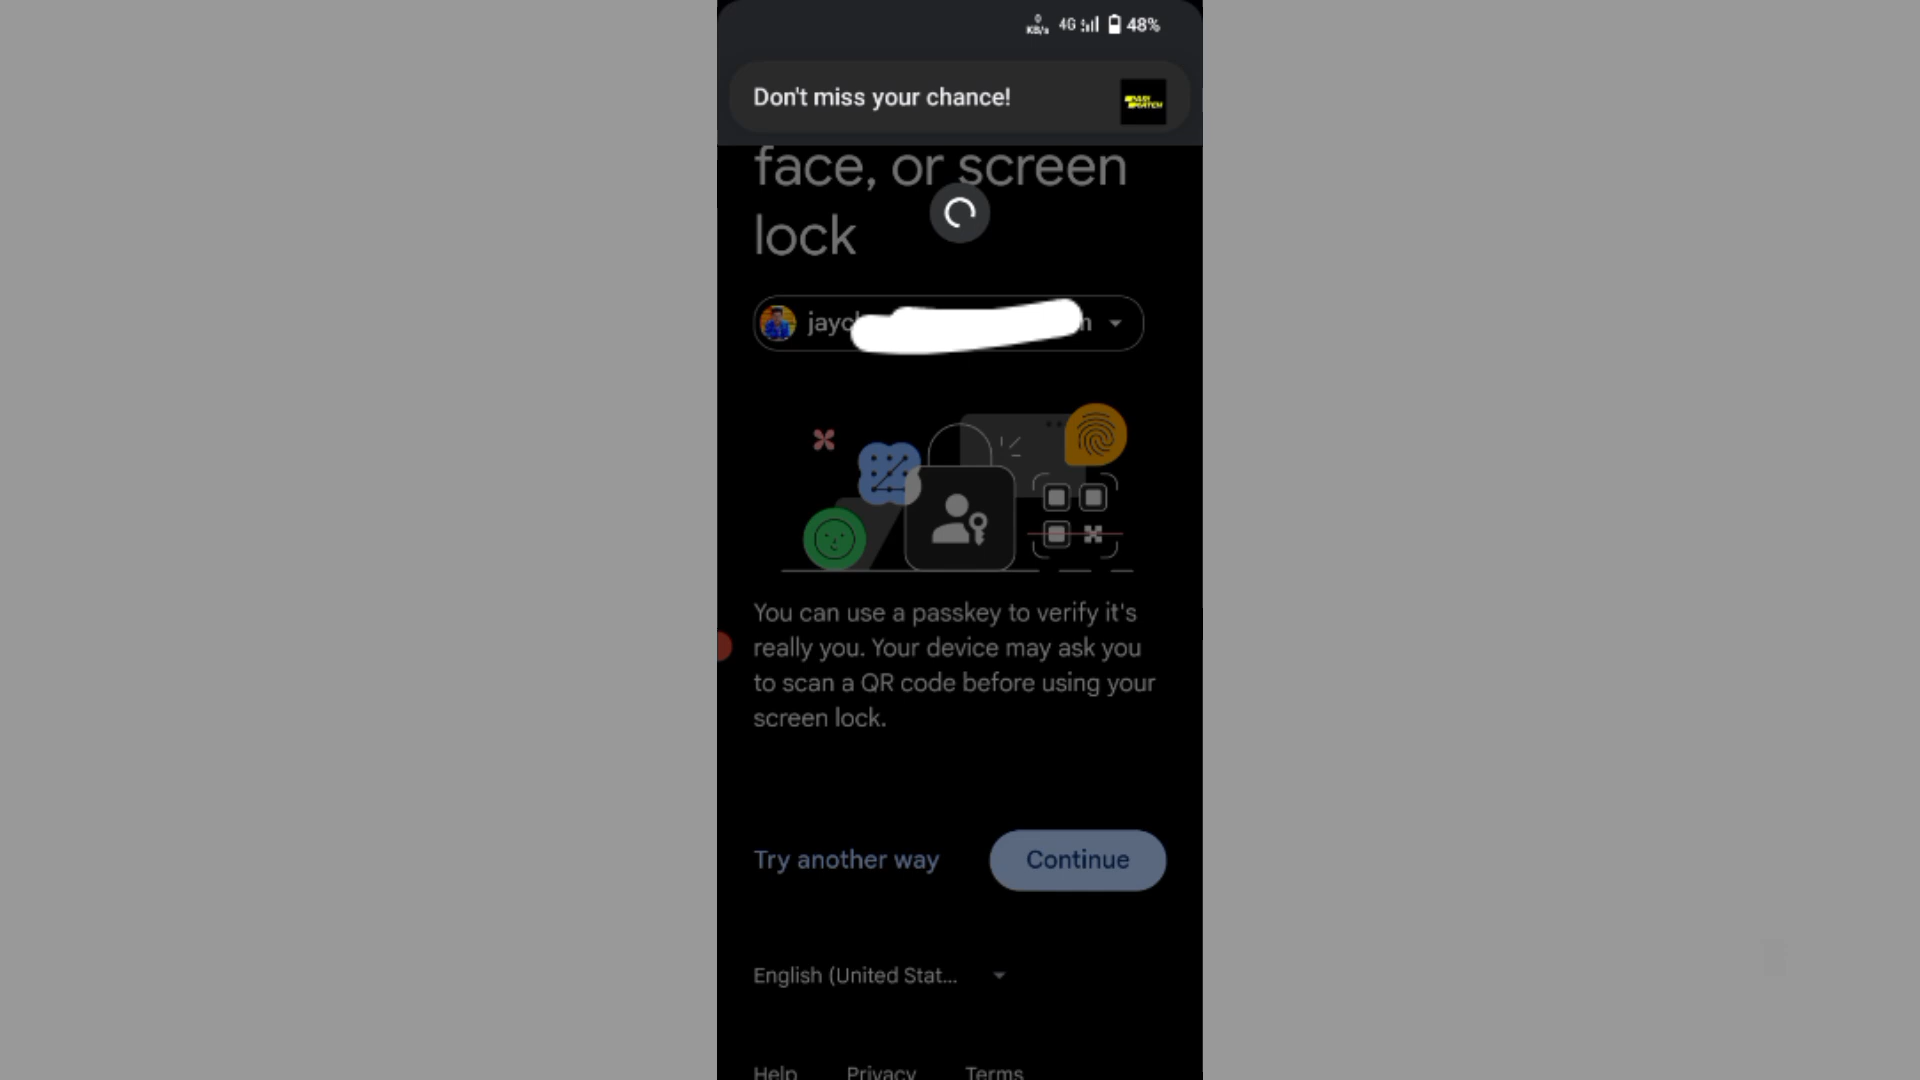 0
KB/s 4G 48%
Don't miss your chance!
face, or screen
lock
You can use a passkey to verify it's
really you. Your device may ask you
to scan a QR code before using your
screen lock.
Try another way
Continue
English (United Stat...
Help Privacy Terms